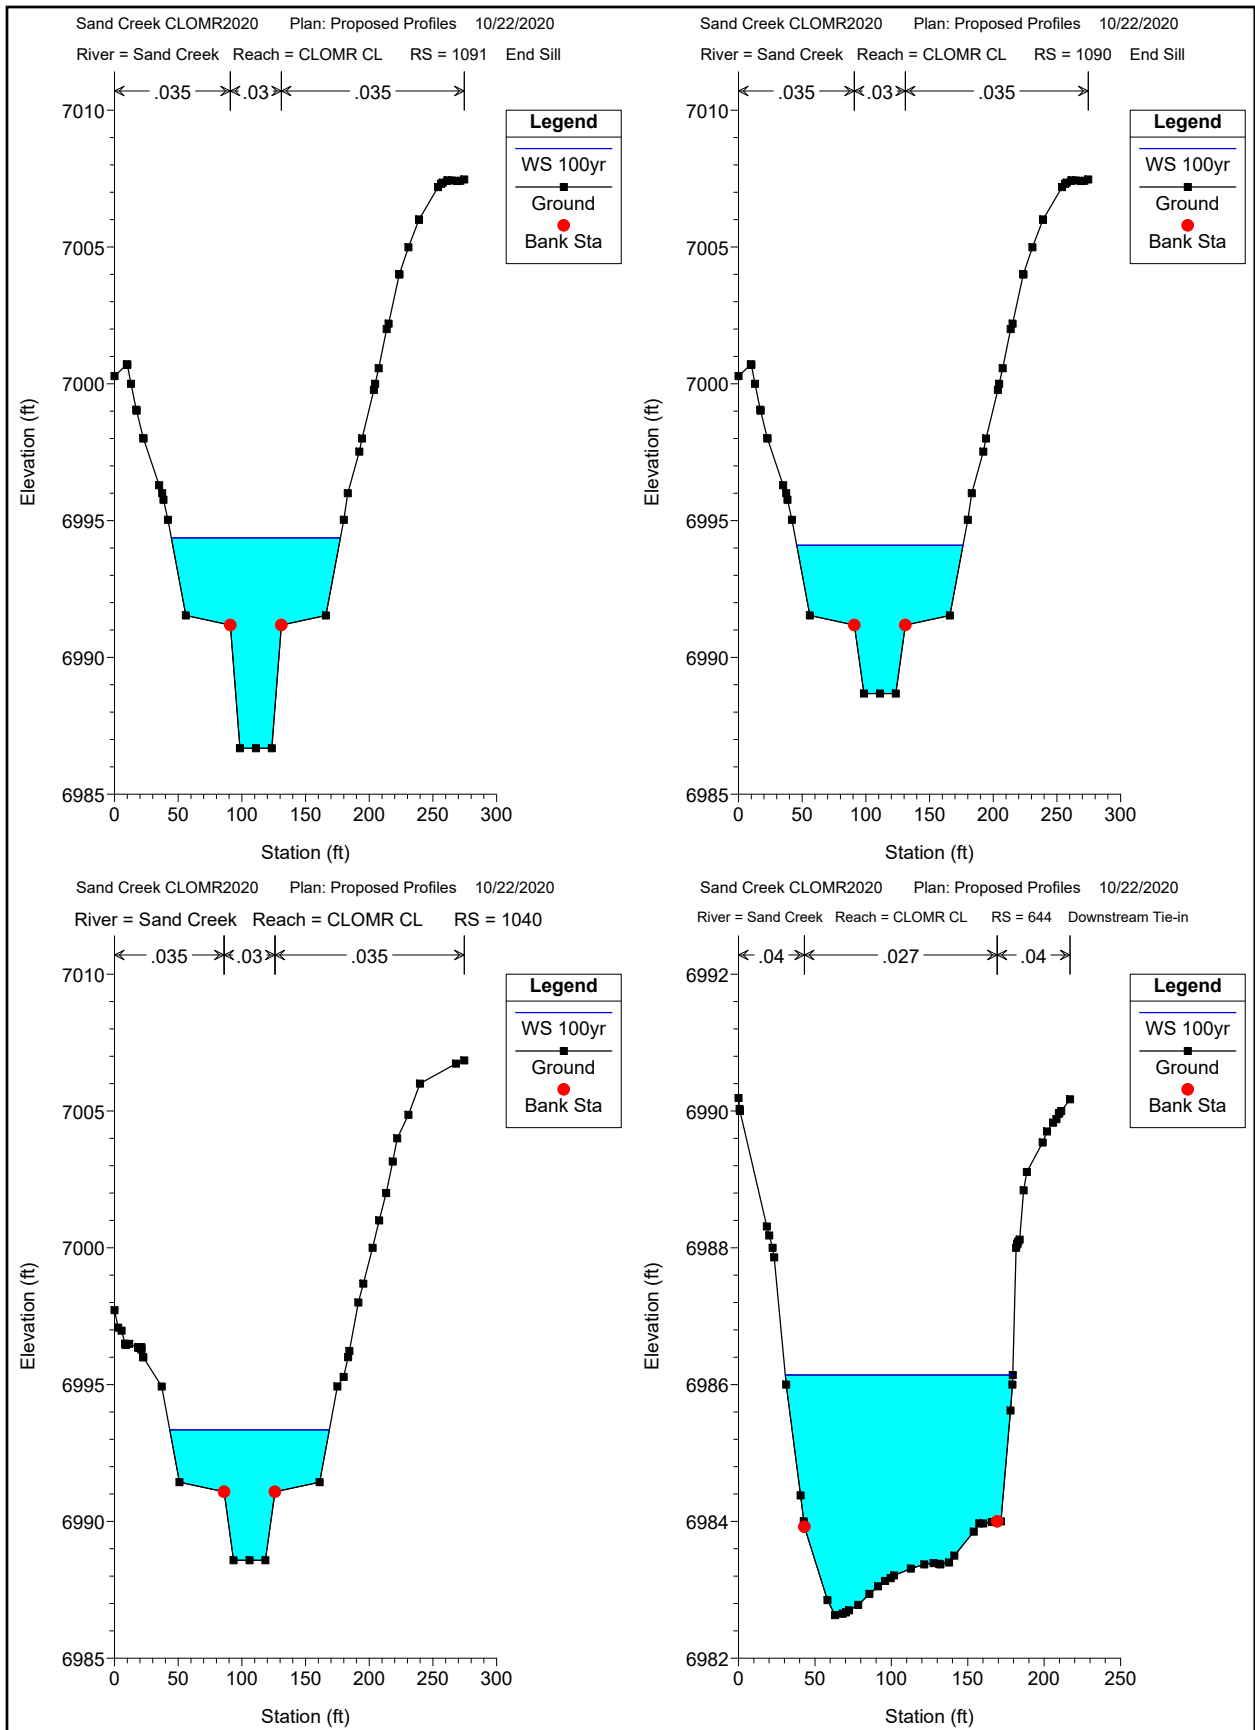 Sand Creek CLOMR2020 Plan: Proposed Profiles 10/22/2020
River = Sand Creek Reach = CLOMR CL RS = 1091 End Sill
.035 .03 .035
Legend
WS 100yr
Ground
Bank Sta
7010
7005
7000
6995
6990
6985
Elevation (ft)
0 50 100 150 200 250 300
Station (ft)
Sand Creek CLOMR2020 Plan: Proposed Profiles 10/22/2020
River = Sand Creek Reach = CLOMR CL RS = 1090 End Sill
.035 .03 .035
Legend
WS 100yr
Ground
Bank Sta
7010
7005
7000
6995
6990
6985
Elevation (ft)
0 50 100 150 200 250 300
Station (ft)
Sand Creek CLOMR2020 Plan: Proposed Profiles 10/22/2020
River = Sand Creek Reach = CLOMR CL RS = 1040
.035 .03 .035
Legend
WS 100yr
Ground
Bank Sta
7010
7005
7000
6995
6990
6985
Elevation (ft)
0 50 100 150 200 250 300
Station (ft)
Sand Creek CLOMR2020 Plan: Proposed Profiles 10/22/2020
River = Sand Creek Reach = CLOMR CL RS = 644 Downstream Tie-in
.04 .027 .04
Legend
WS 100yr
Ground
Bank Sta
6992
6990
6988
6986
6984
6982
Elevation (ft)
0 50 100 150 200 250
Station (ft)